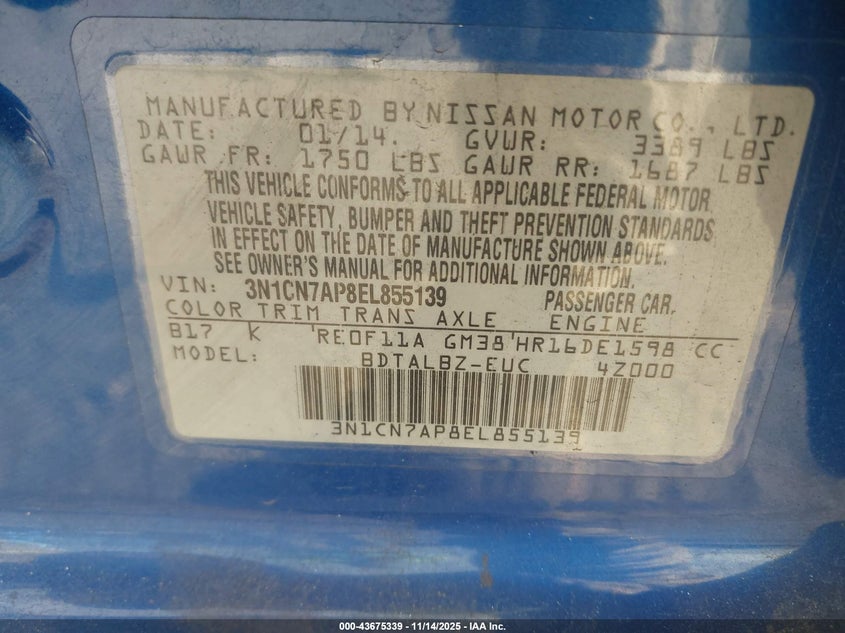 MANUFACTURED BY NISSAN MOTOR CO., LTD.
DATE: 01/14. GVWR: 3389 LBS
GAWR FR: 1750 LBS GAWR RR: 1687 LBS
THIS VEHICLE CONFORMS TO ALL APPLICABLE FEDERAL MOTOR
VEHICLE SAFETY, BUMPER AND THEFT PREVENTION STANDARDS
IN EFFECT ON THE DATE OF MANUFACTURE SHOWN ABOVE.
SEE OWNER'S MANUAL FOR ADDITIONAL INFORMATION.
VIN: 3N1CN7AP8EL855139 PASSENGER CAR.
COLOR TRIM TRANS AXLE ENGINE
B17 K RE0F11A GM38 HR16DE1598 CC
MODEL: BDTALBZ-EUC 4Z000
3N1CN7AP8EL855139
000-43675339 | 11/14/2025 - IAA Inc.